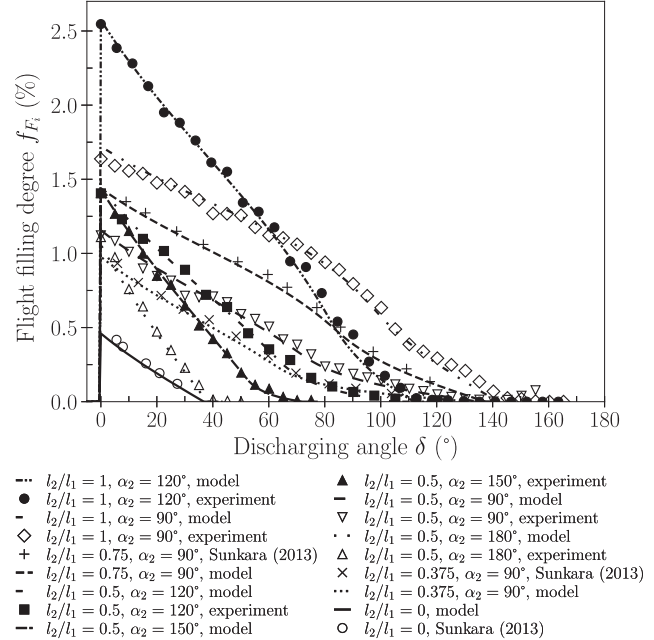 Flight filling degree f_{F_i} (%)
2.5
2.0
1.5
1.0
0.5
0.0
0 20 40 60 80 100 120 140 160 180
Discharging angle δ (°)
l₂/l₁ = 1, α₂ = 120°, model
l₂/l₁ = 1, α₂ = 120°, experiment
l₂/l₁ = 1, α₂ = 90°, model
l₂/l₁ = 1, α₂ = 90°, experiment
l₂/l₁ = 0.75, α₂ = 90°, Sunkara (2013)
l₂/l₁ = 0.75, α₂ = 90°, model
l₂/l₁ = 0.5, α₂ = 120°, model
l₂/l₁ = 0.5, α₂ = 120°, experiment
l₂/l₁ = 0.5, α₂ = 150°, model
l₂/l₁ = 0.5, α₂ = 150°, experiment
l₂/l₁ = 0.5, α₂ = 90°, model
l₂/l₁ = 0.5, α₂ = 90°, experiment
l₂/l₁ = 0.5, α₂ = 180°, model
l₂/l₁ = 0.5, α₂ = 180°, experiment
l₂/l₁ = 0.375, α₂ = 90°, Sunkara (2013)
l₂/l₁ = 0.375, α₂ = 90°, model
l₂/l₁ = 0, model
l₂/l₁ = 0, Sunkara (2013)